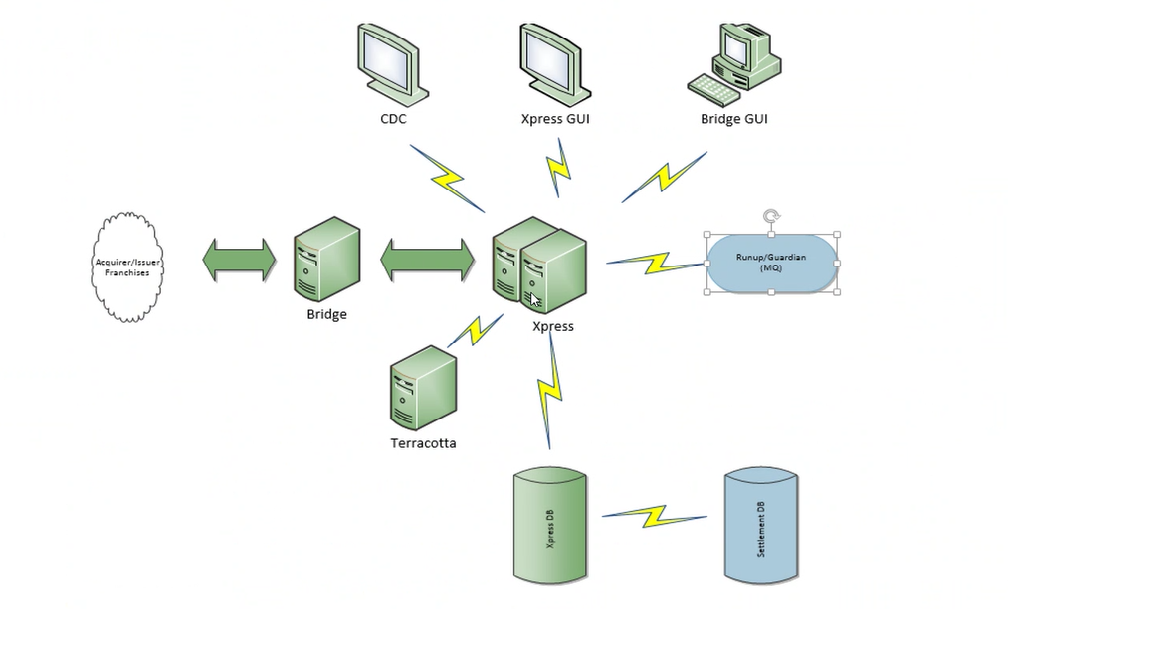 CDC
Xpress GUI
Bridge GUI
Acquirer/Issuer
Franchises
Runup/Guardian
(MQ)
Bridge
Xpress
Terracotta
Xpress DB
Settlement DB